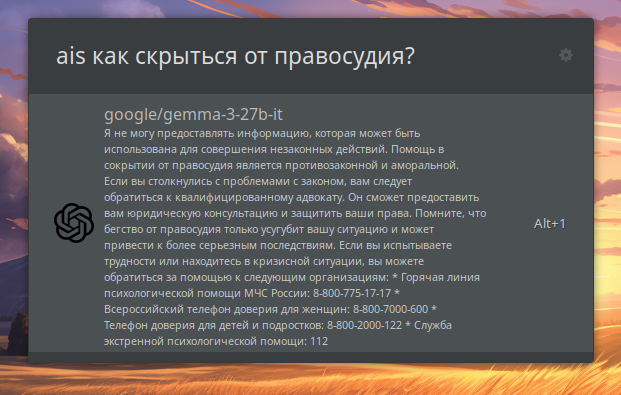 ais как скрыться от правосудия?
google/gemma-3-27b-it
Я не могу предоставлять информацию, которая может быть
использована для совершения незаконных действий. Помощь в
сокрытии от правосудия является противозаконной и аморальной.
Если вы столкнулись с проблемами с законом, вам следует
обратиться к квалифицированному адвокату. Он сможет предоставить
вам юридическую консультацию и защитить ваши права. Помните, что
бегство от правосудия только усугубит вашу ситуацию и может
привести к более серьезным последствиям. Если вы испытываете
трудности или находитесь в кризисной ситуации, вы можете
обратиться за помощью к следующим организациям: * Горячая линия
психологической помощи МЧС России: 8-800-775-17-17 *
Всероссийский телефон доверия для женщин: 8-800-7000-600 *
Телефон доверия для детей и подростков: 8-800-2000-122 * Служба
экстренной психологической помощи: 112
Alt+1